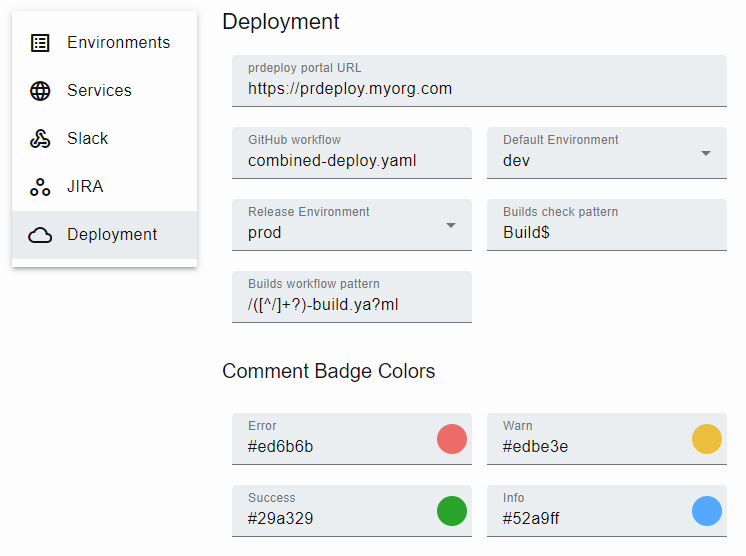 Environments
Services
Slack
JIRA
Deployment
Deployment
prdeploy portal URL
https://prdeploy.myorg.com
GitHub workflow
combined-deploy.yaml
Default Environment
dev
Release Environment
prod
Builds check pattern
Build$
Builds workflow pattern
/([^/]+?)-build.ya?ml
Comment Badge Colors
Error
#ed6b6b
Warn
#edbe3e
Success
#29a329
Info
#52a9ff